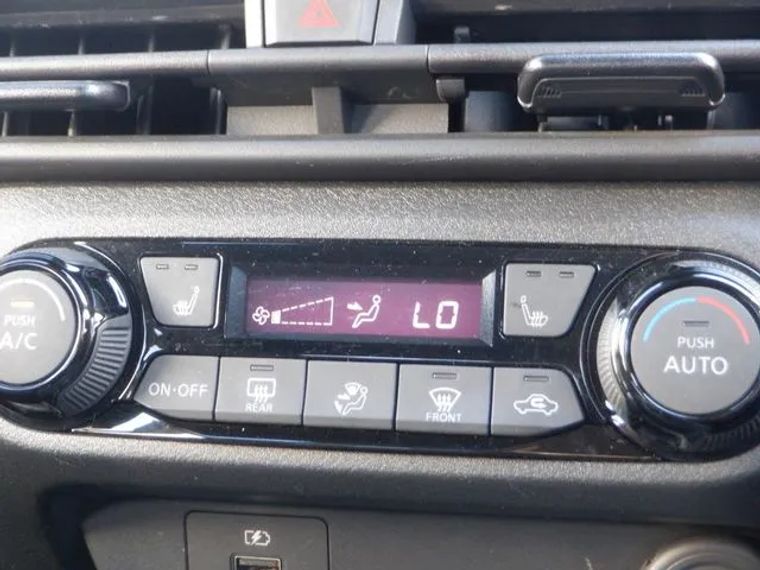 PUSH
A/C
LO
ON·OFF
REAR
FRONT
PUSH
AUTO